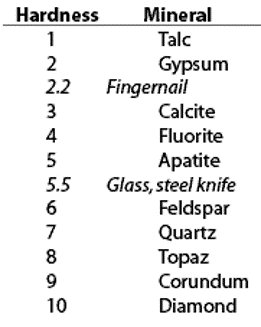 Hardness Mineral
1 Talc
2 Gypsum
2.2 Fingernail
3 Calcite
4 Fluorite
5 Apatite
5.5 Glass, steel knife
6 Feldspar
7 Quartz
8 Topaz
9 Corundum
10 Diamond